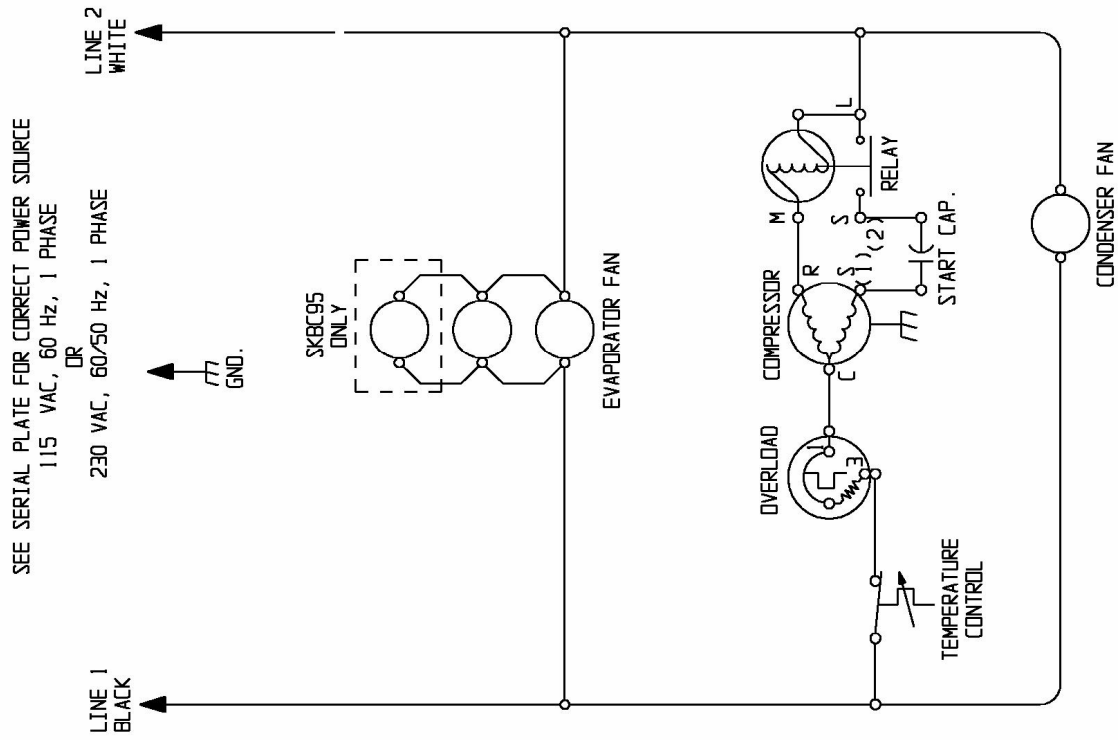 SEE SERIAL PLATE FOR CORRECT POWER SOURCE
115 VAC, 60 Hz, 1 PHASE
OR
230 VAC, 60/50 Hz, 1 PHASE
LINE 1
BLACK
GND.
LINE 2
WHITE
SKBC95
ONLY
EVAPORATOR FAN
OVERLOAD
1
3
COMPRESSOR
C
R
S
(1)
M
S
(2)
L
RELAY
START CAP.
TEMPERATURE
CONTROL
CONDENSER FAN